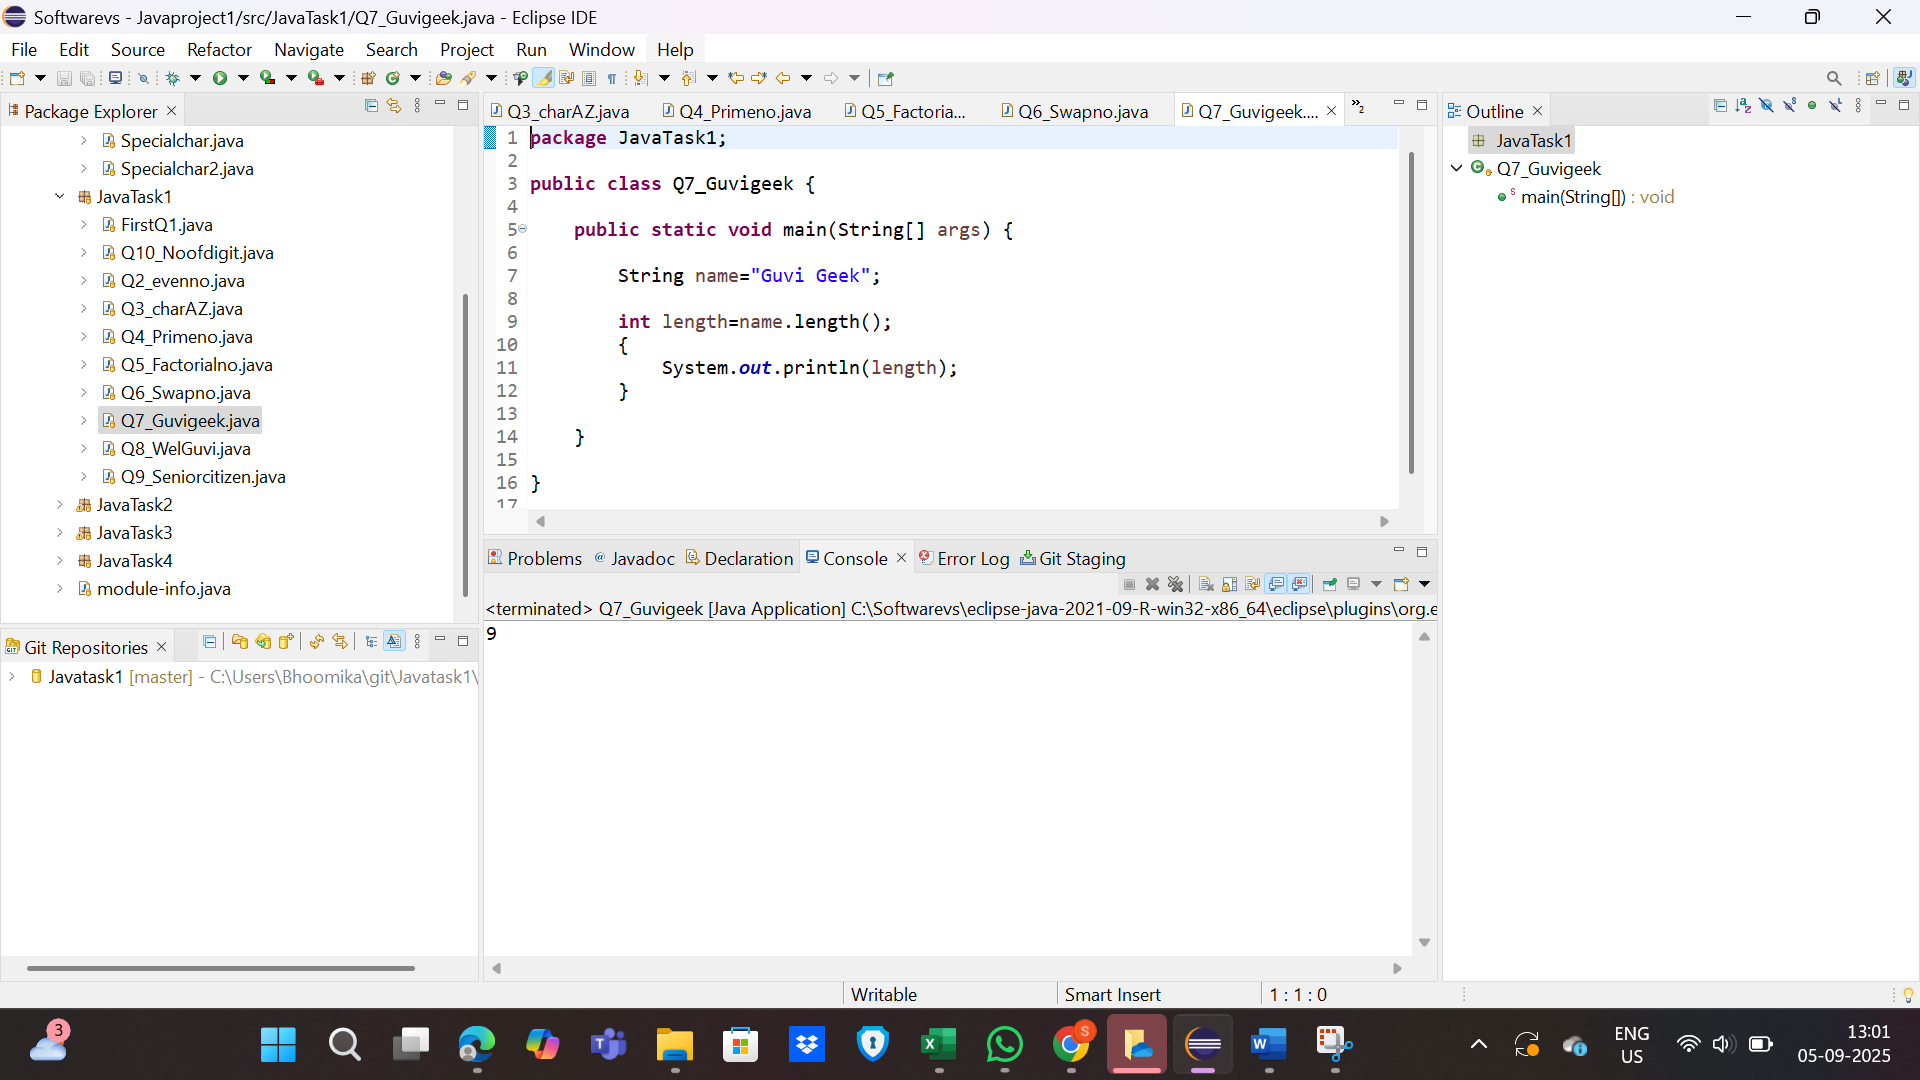 Softwarevs - Javaproject1/src/JavaTask1/Q7_Guvigeek.java - Eclipse IDE
File Edit Source Refactor Navigate Search Project Run Window Help
Package Explorer
Specialchar.java
Specialchar2.java
JavaTask1
FirstQ1.java
Q10_Noofdigit.java
Q2_evenno.java
Q3_charAZ.java
Q4_Primeno.java
Q5_Factorialno.java
Q6_Swapno.java
Q7_Guvigeek.java
Q8_WelGuvi.java
Q9_Seniorcitizen.java
JavaTask2
JavaTask3
JavaTask4
module-info.java
Git Repositories
Javatask1 [master] - C:\Users\Bhoomika\git\Javatask1\
Q3_charAZ.java Q4_Primeno.java Q5_Factoria... Q6_Swapno.java Q7_Guvigeek.... »2
1 package JavaTask1;
2
3 public class Q7_Guvigeek {
4
5 public static void main(String[] args) {
6
7 String name="Guvi Geek";
8
9 int length=name.length();
10 {
11 System.out.println(length);
12 }
13
14 }
15
16 }
17
Problems @ Javadoc Declaration Console Error Log Git Staging
<terminated> Q7_Guvigeek [Java Application] C:\Softwarevs\eclipse-java-2021-09-R-win32-x86_64\eclipse\plugins\org.e
9
Outline
JavaTask1
Q7_Guvigeek
main(String[]) : void
Writable Smart Insert 1 : 1 : 0
3
S
ENG
US
13:01
05-09-2025